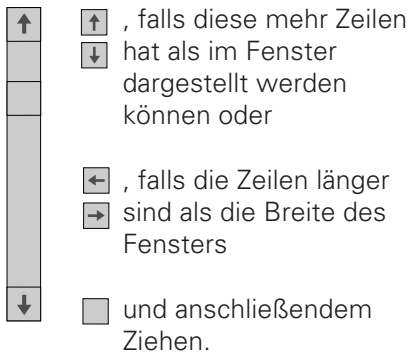 , falls diese mehr Zeilen
hat als im Fenster
dargestellt werden
können oder
, falls die Zeilen länger
sind als die Breite des
Fensters
und anschließendem
Ziehen.